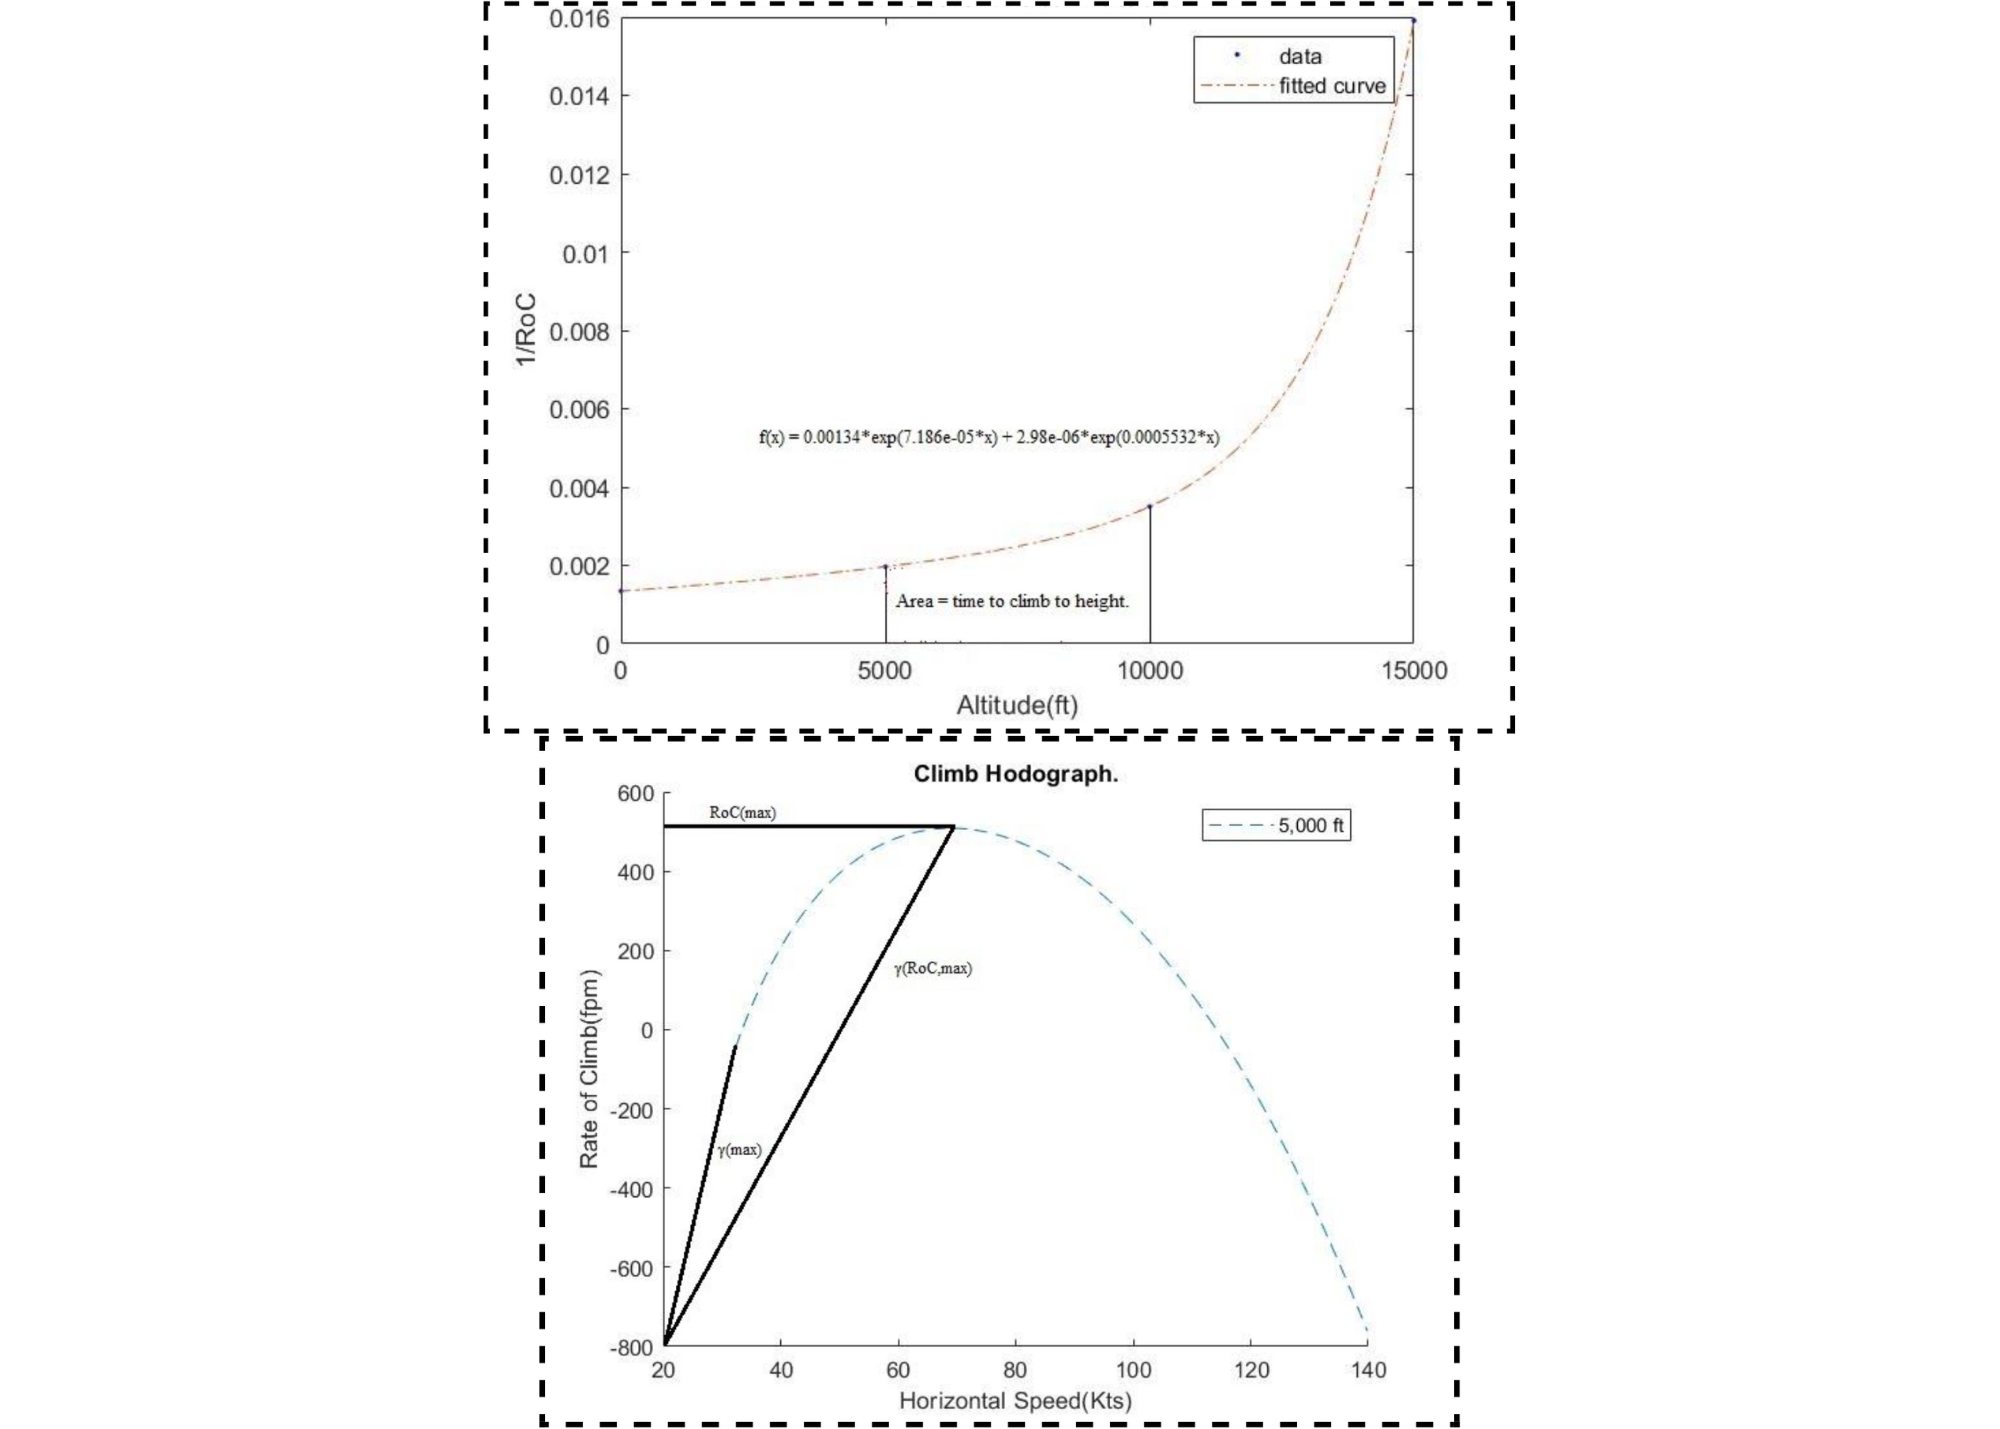 0.016
data
fitted curve
0.014
0.012
0.01
1/RoC
0.008
0.006
f(x) = 0.00134*exp(7.186e-05*x) + 2.98e-06*exp(0.0005532*x)
0.004
0.002
Area = time to climb to height.
0
0 5000 10000 15000
Altitude(ft)
Climb Hodograph.
600
RoC(max)
5,000 ft
400
200
γ(RoC,max)
0
Rate of Climb(fpm)
-200
γ(max)
-400
-600
-800
20 40 60 80 100 120 140
Horizontal Speed(Kts)